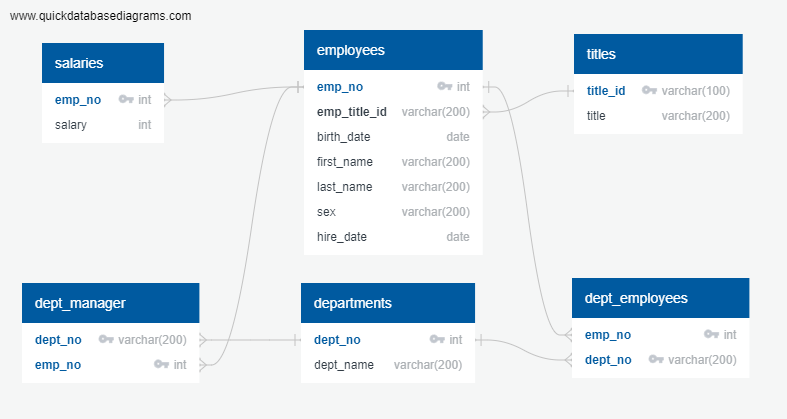 www.quickdatabasediagrams.com
salaries
emp_no int
salary int
employees
emp_no int
emp_title_id varchar(200)
birth_date date
first_name varchar(200)
last_name varchar(200)
sex varchar(200)
hire_date date
titles
title_id varchar(100)
title varchar(200)
dept_manager
dept_no varchar(200)
emp_no int
departments
dept_no int
dept_name varchar(200)
dept_employees
emp_no int
dept_no varchar(200)